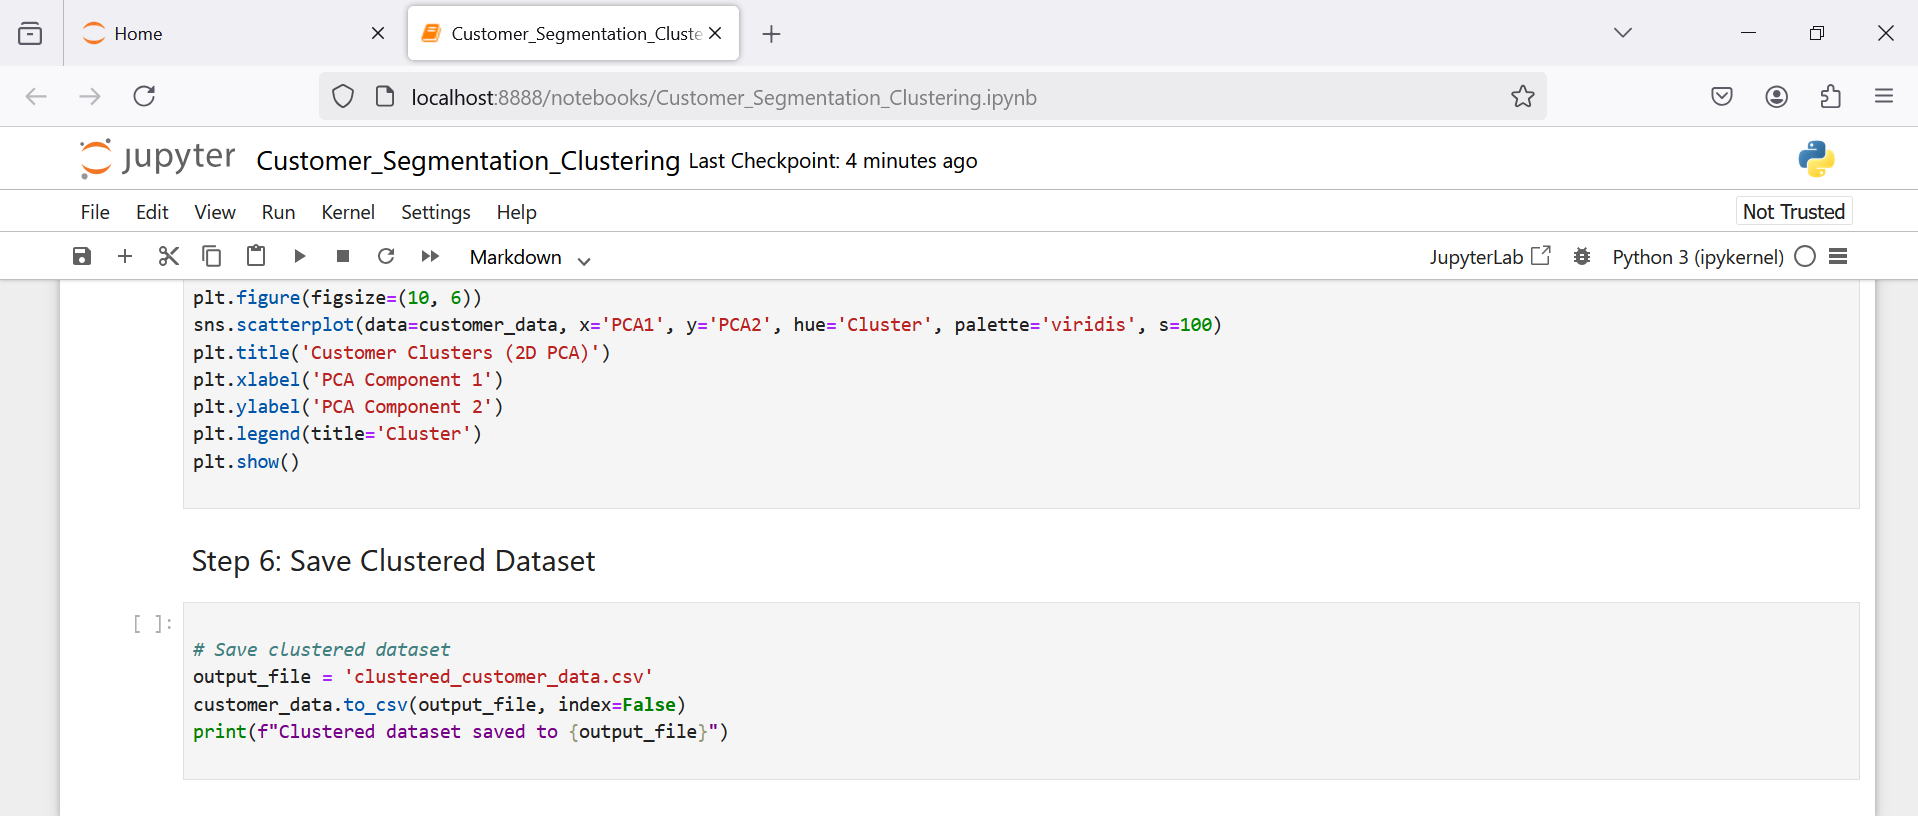 Home
Customer_Segmentation_Cluste
localhost:8888/notebooks/Customer_Segmentation_Clustering.ipynb
jupyter Customer_Segmentation_Clustering Last Checkpoint: 4 minutes ago
File Edit View Run Kernel Settings Help Not Trusted
Markdown JupyterLab Python 3 (ipykernel)
plt.figure(figsize=(10, 6))
sns.scatterplot(data=customer_data, x='PCA1', y='PCA2', hue='Cluster', palette='viridis', s=100)
plt.title('Customer Clusters (2D PCA)')
plt.xlabel('PCA Component 1')
plt.ylabel('PCA Component 2')
plt.legend(title='Cluster')
plt.show()
Step 6: Save Clustered Dataset
[ ]:
# Save clustered dataset
output_file = 'clustered_customer_data.csv'
customer_data.to_csv(output_file, index=False)
print(f"Clustered dataset saved to {output_file}")